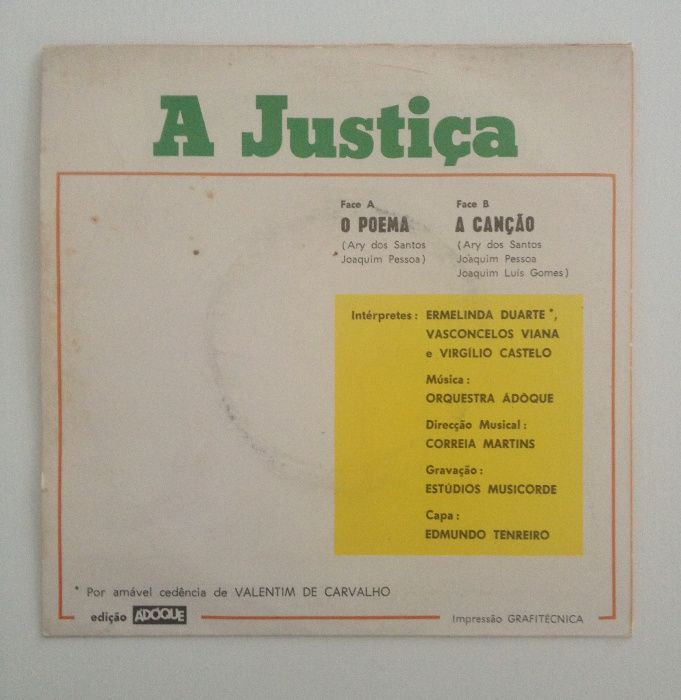 A Justiça
Face A
O POEMA
(Ary dos Santos
Joaquim Pessoa)
Face B
A CANÇÃO
(Ary dos Santos
Joaquim Pessoa
Joaquim Luís Gomes)
Intérpretes: ERMELINDA DUARTE*,
VASCONCELOS VIANA
e VIRGÍLIO CASTELO
Música:
ORQUESTRA ÀDÓQUE
Direcção Musical:
CORREIA MARTINS
Gravação:
ESTÚDIOS MUSICORDE
Capa:
EDMUNDO TENREIRO
* Por amável cedência de VALENTIM DE CARVALHO
edição ÀDÓQUE
Impressão GRAFITÉCNICA